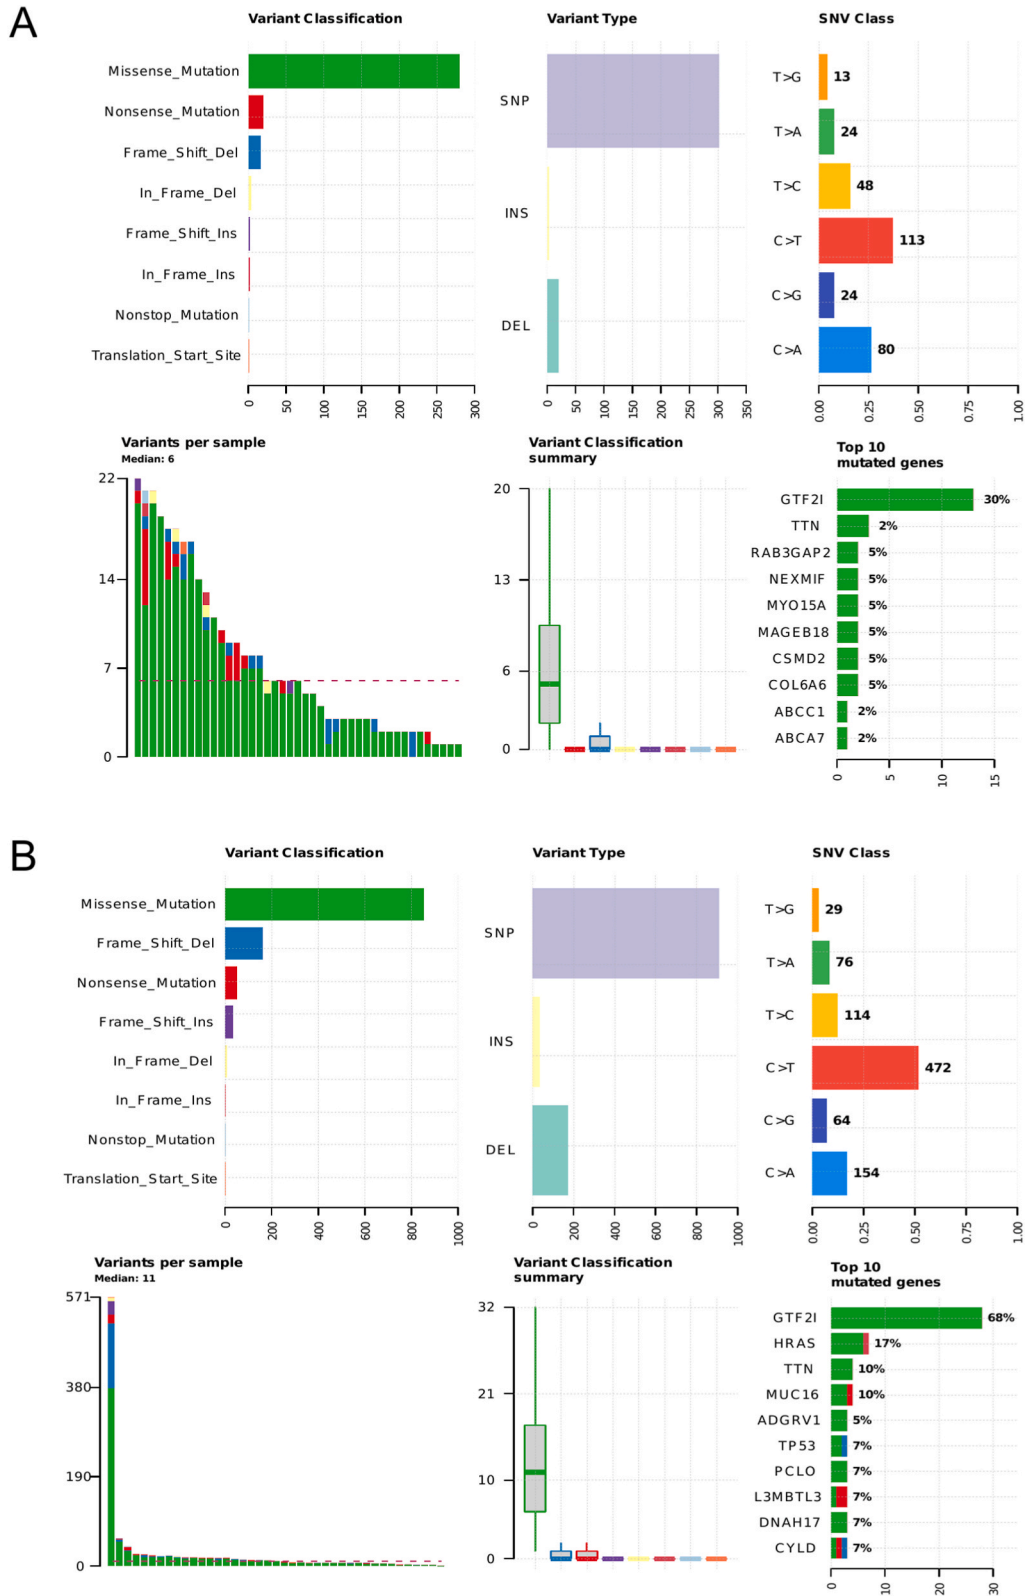 A
Variant Classification
Missense_Mutation
Nonsense_Mutation
Frame_Shift_Del
In_Frame_Del
Frame_Shift_Ins
In_Frame_Ins
Nonstop_Mutation
Translation_Start_Site
0 50 100 150 200 250 300
Variant Type
SNP
INS
DEL
0 50 100 150 200 250 300 350
SNV Class
T>G 13
T>A 24
T>C 48
C>T 113
C>G 24
C>A 80
0.00 0.25 0.50 0.75 1.00
Variants per sample
Median: 6
22
14
7
0
Variant Classification
summary
20
13
6
0
Top 10
mutated genes
GTF2I 30%
TTN 2%
RAB3GAP2 5%
NEXMIF 5%
MYO15A 5%
MAGEB18 5%
CSMD2 5%
COL6A6 5%
ABCC1 2%
ABCA7 2%
0 5 10 15
B
Variant Classification
Missense_Mutation
Frame_Shift_Del
Nonsense_Mutation
Frame_Shift_Ins
In_Frame_Del
In_Frame_Ins
Nonstop_Mutation
Translation_Start_Site
0 200 400 600 800 1000
Variant Type
SNP
INS
DEL
0 200 400 600 800 1000
SNV Class
T>G 29
T>A 76
T>C 114
C>T 472
C>G 64
C>A 154
0.00 0.25 0.50 0.75 1.00
Variants per sample
Median: 11
571
380
190
0
Variant Classification
summary
32
21
10
0
Top 10
mutated genes
GTF2I 68%
HRAS 17%
TTN 10%
MUC16 10%
ADGRV1 5%
TP53 7%
PCLO 7%
L3MBTL3 7%
DNAH17 7%
CYLD 7%
0 10 20 30